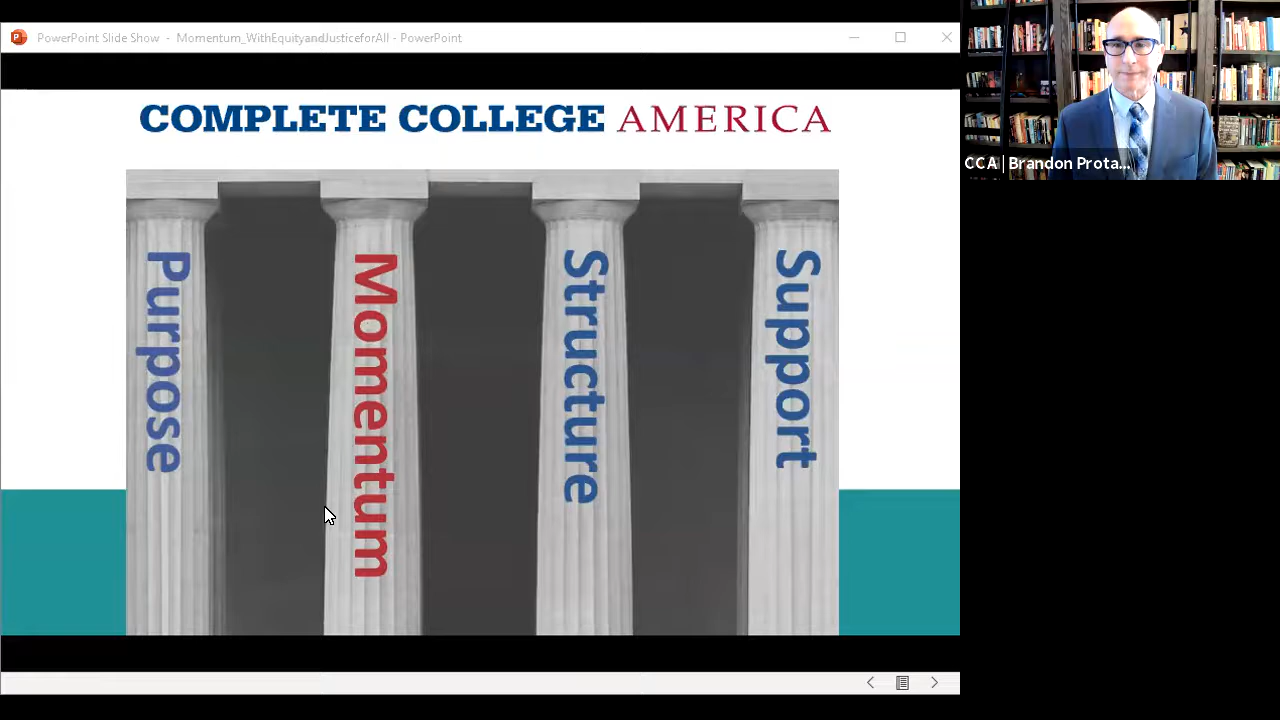 PowerPoint Slide Show - Momentum_WithEquityandJusticeforAll - PowerPoint
COMPLETE COLLEGE AMERICA
Purpose
Momentum
Structure
Support
CCA | Brandon Prota...